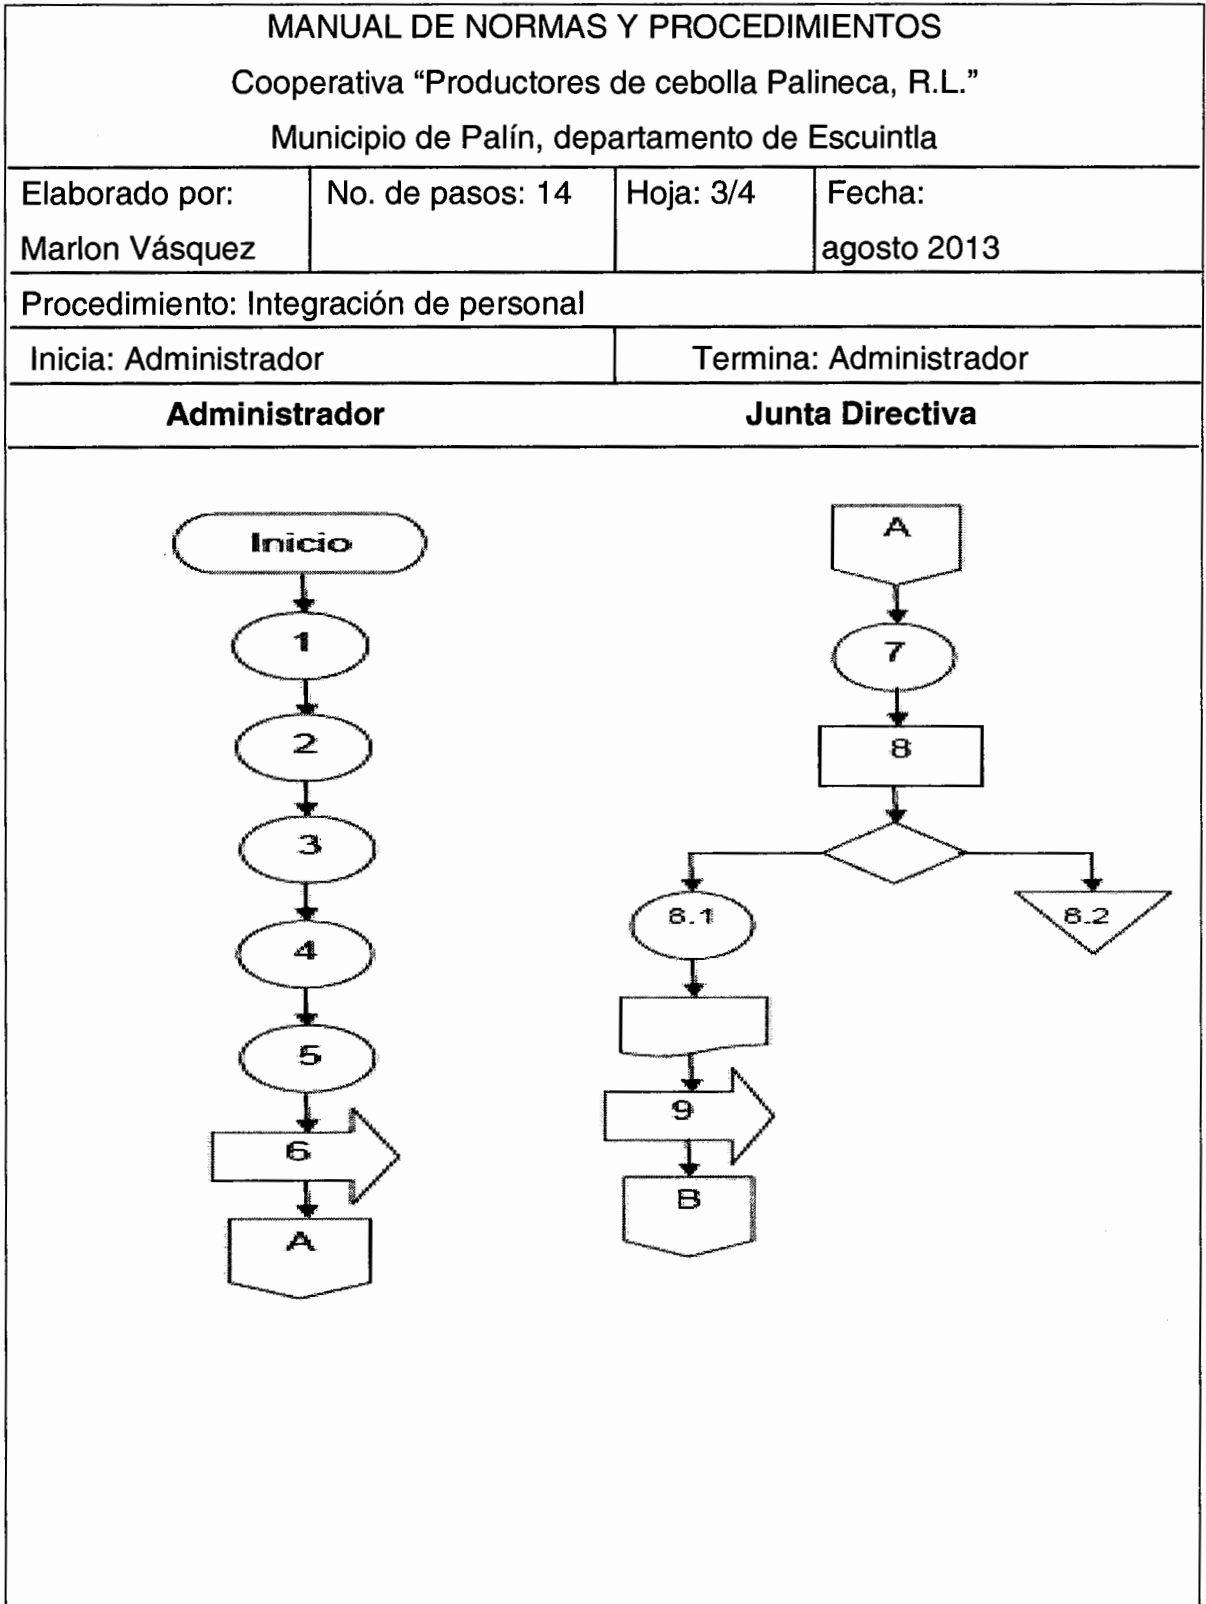 MANUAL DE NORMAS Y PROCEDIMIENTOS
Cooperativa “Productores de cebolla Palineca, R.L.”
Municipio de Palín, departamento de Escuintla
Elaborado por:
Marlon Vásquez
No. de pasos: 14
Hoja: 3/4
Fecha:
agosto 2013
Procedimiento: Integración de personal
Inicia: Administrador
Termina: Administrador
Administrador
Junta Directiva
Inicio
1
2
3
4
5
6
A
A
7
8
8.1
8.2
9
B